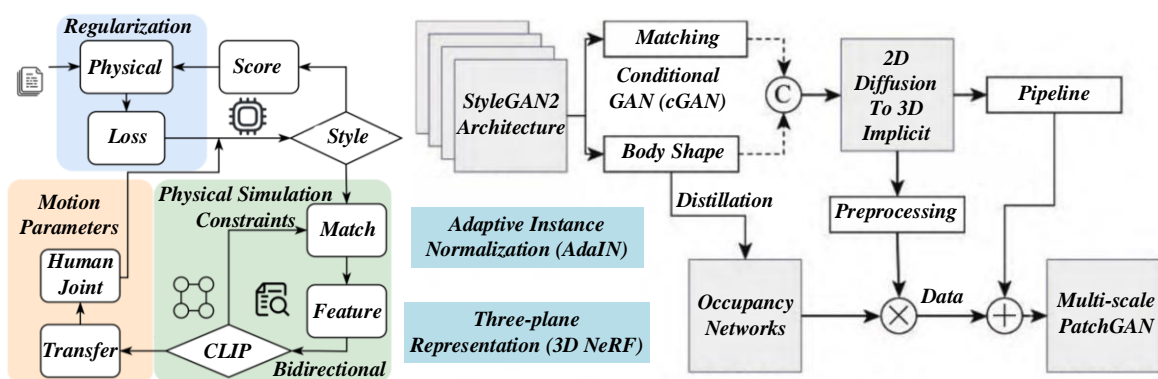 Regularization
Physical
Score
Loss
Style
Motion
Parameters
Physical Simulation
Constraints
Match
Human
Joint
Feature
Transfer
CLIP
Bidirectional
StyleGAN2
Architecture
Matching
Conditional
GAN (cGAN)
Body Shape
C
2D
Diffusion
To 3D
Implicit
Pipeline
Distillation
Preprocessing
Adaptive Instance
Normalization (AdaIN)
Three-plane
Representation (3D NeRF)
Occupancy
Networks
Data
Multi-scale
PatchGAN